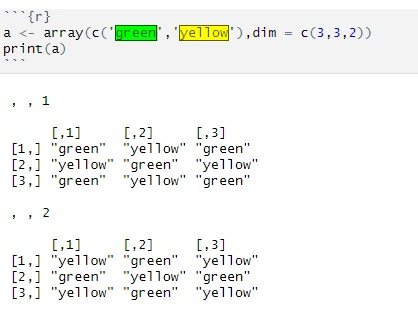 ```{r}
a <- array(c('green','yellow'),dim = c(3,3,2))
print(a)
```
, , 1
     [,1]     [,2]     [,3]
[1,] "green"  "yellow" "green"
[2,] "yellow" "green"  "yellow"
[3,] "green"  "yellow" "green"
, , 2
     [,1]     [,2]     [,3]
[1,] "yellow" "green"  "yellow"
[2,] "green"  "yellow" "green"
[3,] "yellow" "green"  "yellow"